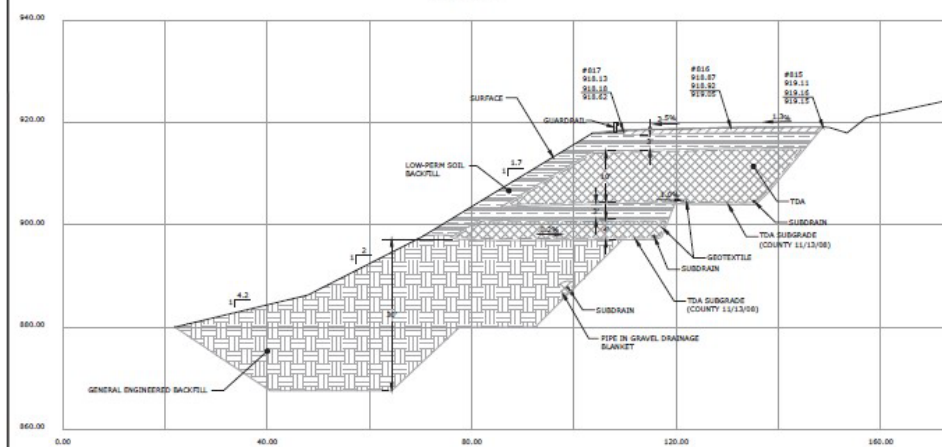 940.00
920.00
900.00
880.00
860.00
0.00
40.00
80.00
120.00
160.00
#817
918.13
918.18
918.62
#816
918.87
918.92
919.05
#815
919.11
919.16
919.15
SURFACE
GUARDRAIL
1.3%
LOW-PERM SOIL
BACKFILL
1.7
1
10'
1.0%
TDA
SUBDRAIN
TDA SUBGRADE
(COUNTY 11/13/08)
GEOTEXTILE
SUBDRAIN
2
1
TDA SUBGRADE
(COUNTY 11/13/08)
4.2
1
SUBDRAIN
PIPE IN GRAVEL DRAINAGE
BLANKET
GENERAL ENGINEERED BACKFILL